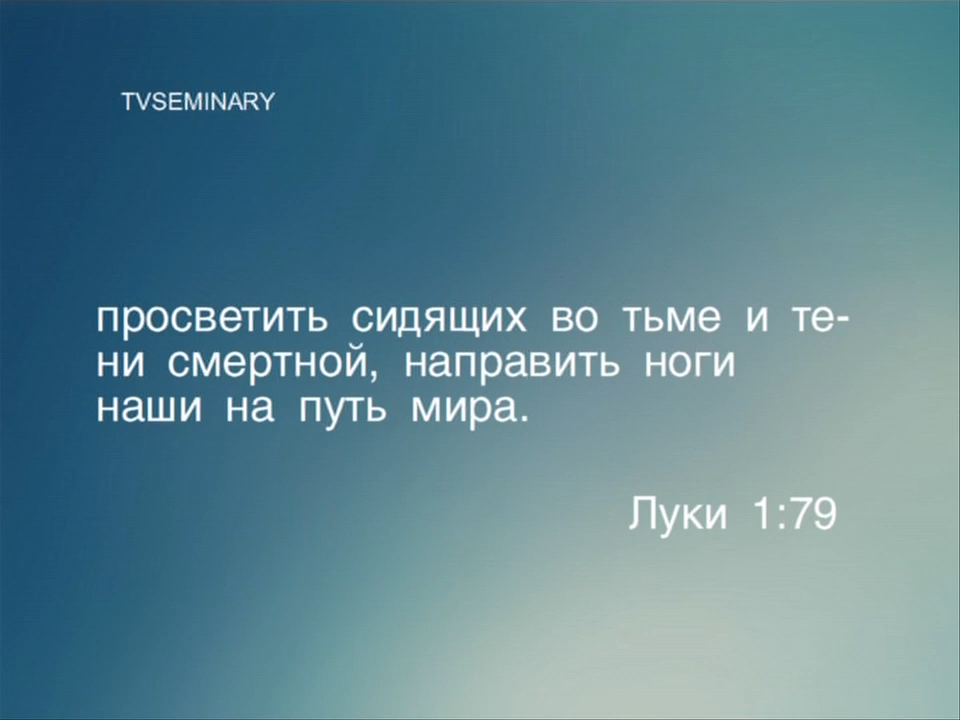 TVSEMINARY
просветить сидящих во тьме и те-
ни смертной, направить ноги
наши на путь мира.
Луки 1:79